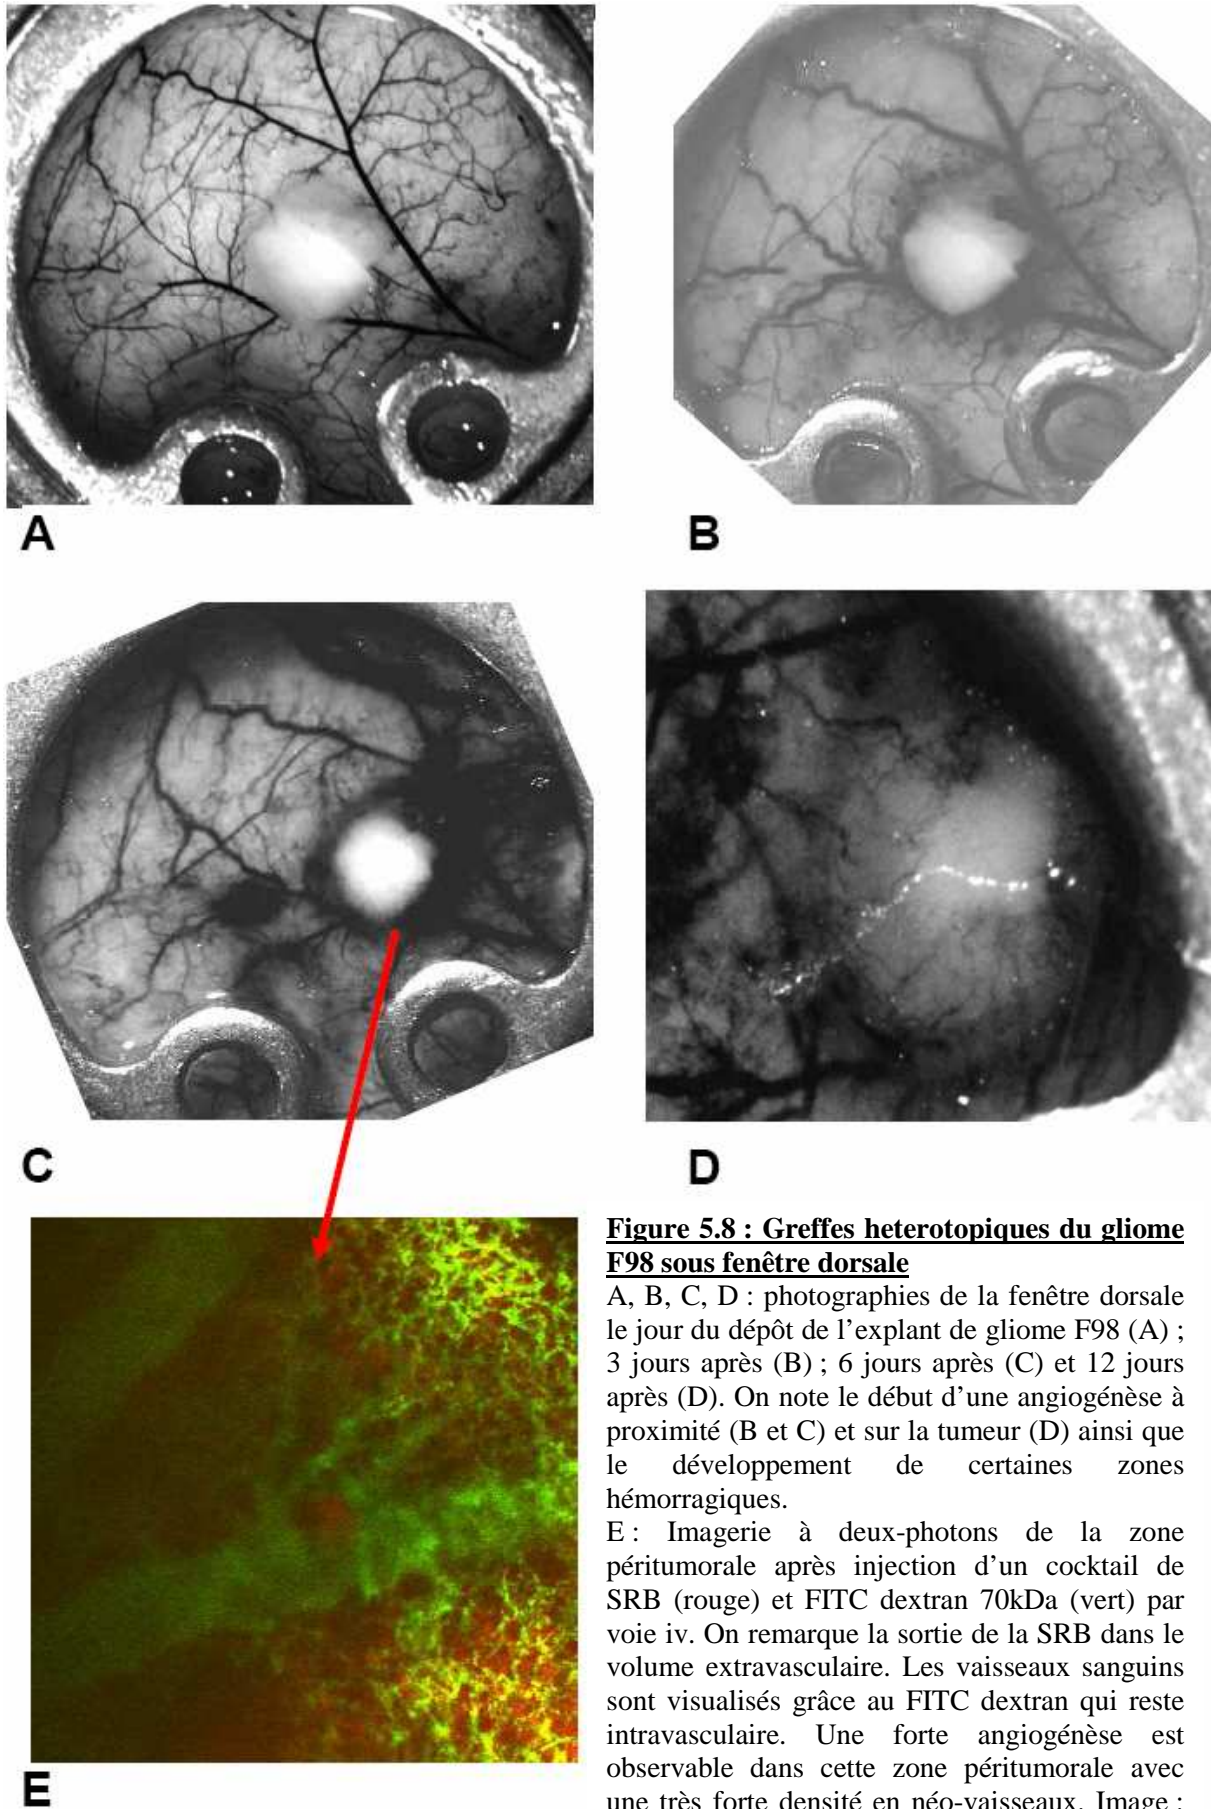 A
B
C
D
E
Figure 5.8 : Greffes heterotopiques du gliome
F98 sous fenêtre dorsale
A, B, C, D : photographies de la fenêtre dorsale
le jour du dépôt de l'explant de gliome F98 (A) ;
3 jours après (B) ; 6 jours après (C) et 12 jours
après (D). On note le début d'une angiogénèse à
proximité (B et C) et sur la tumeur (D) ainsi que
le développement de certaines zones
hémorragiques.
E : Imagerie à deux-photons de la zone
péritumorale après injection d'un cocktail de
SRB (rouge) et FITC dextran 70kDa (vert) par
voie iv. On remarque la sortie de la SRB dans le
volume extravasculaire. Les vaisseaux sanguins
sont visualisés grâce au FITC dextran qui reste
intravasculaire. Une forte angiogénèse est
observable dans cette zone péritumorale avec
une très forte densité en néo-vaisseaux. Image :